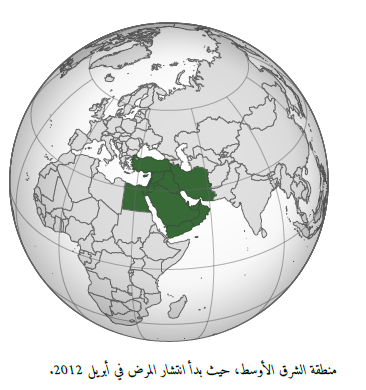 منطقة الشرق الأوسط، حيث بدأ انتشار المرض في أبريل 2012.